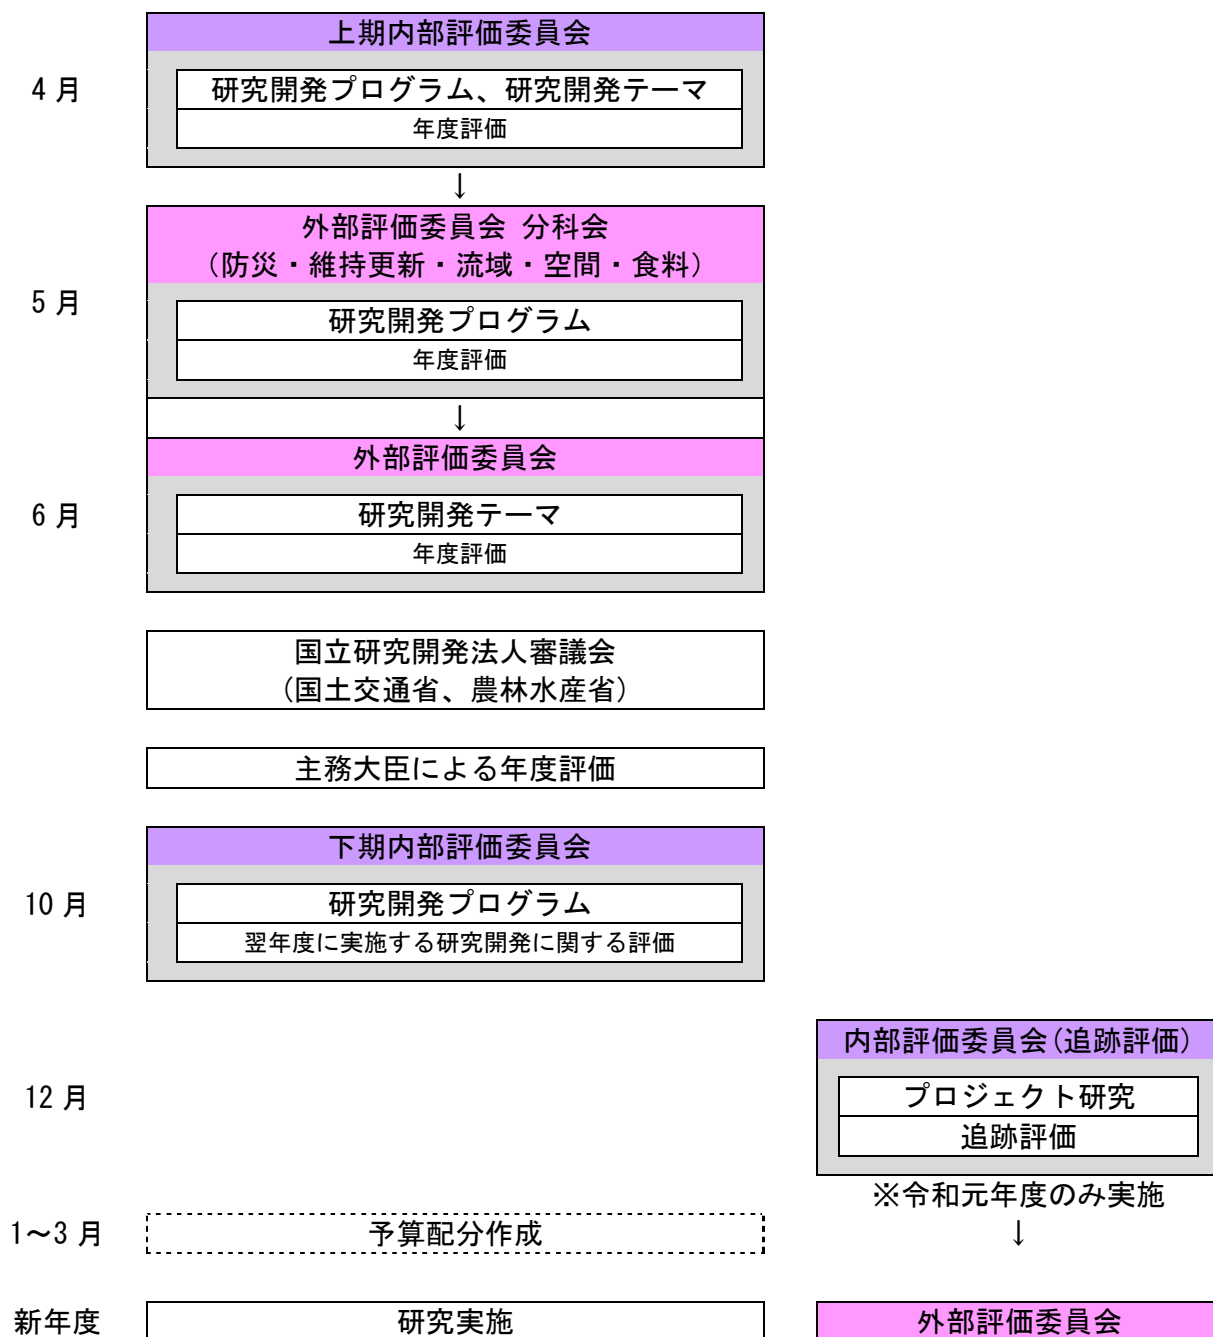 上期内部評価委員会
4 月
研究開発プログラム、研究開発テーマ
年度評価
↓
外部評価委員会 分科会
（防災・維持更新・流域・空間・食料）
5 月
研究開発プログラム
年度評価
↓
外部評価委員会
6 月
研究開発テーマ
年度評価
国立研究開発法人審議会
（国土交通省、農林水産省）
主務大臣による年度評価
下期内部評価委員会
10 月
研究開発プログラム
翌年度に実施する研究開発に関する評価
内部評価委員会（追跡評価）
12 月
プロジェクト研究
追跡評価
※令和元年度のみ実施
1～3 月
予算配分作成
↓
新年度
研究実施
外部評価委員会